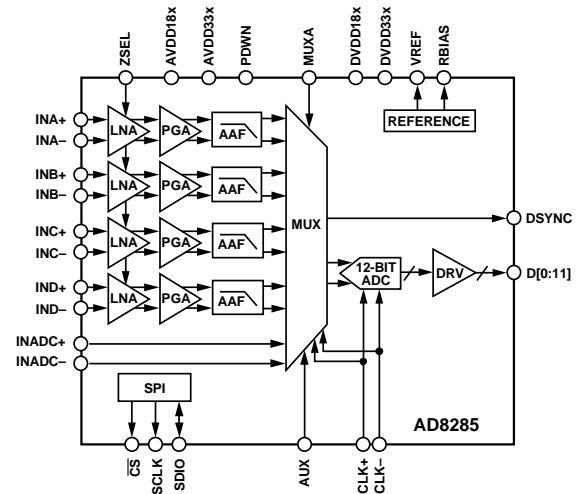 ZSEL
AVDD18x
AVDD33x
PDWN
MUXA
DVDD18x
DVDD33x
VREF
RBIAS
REFERENCE
INA+
INA–
LNA
PGA
AAF
INB+
INB–
LNA
PGA
AAF
INC+
INC–
LNA
PGA
AAF
IND+
IND–
LNA
PGA
AAF
MUX
DSYNC
12-BIT
ADC
DRV
D[0:11]
INADC+
INADC–
SPI
AD8285
CS
SCLK
SDIO
AUX
CLK+
CLK–